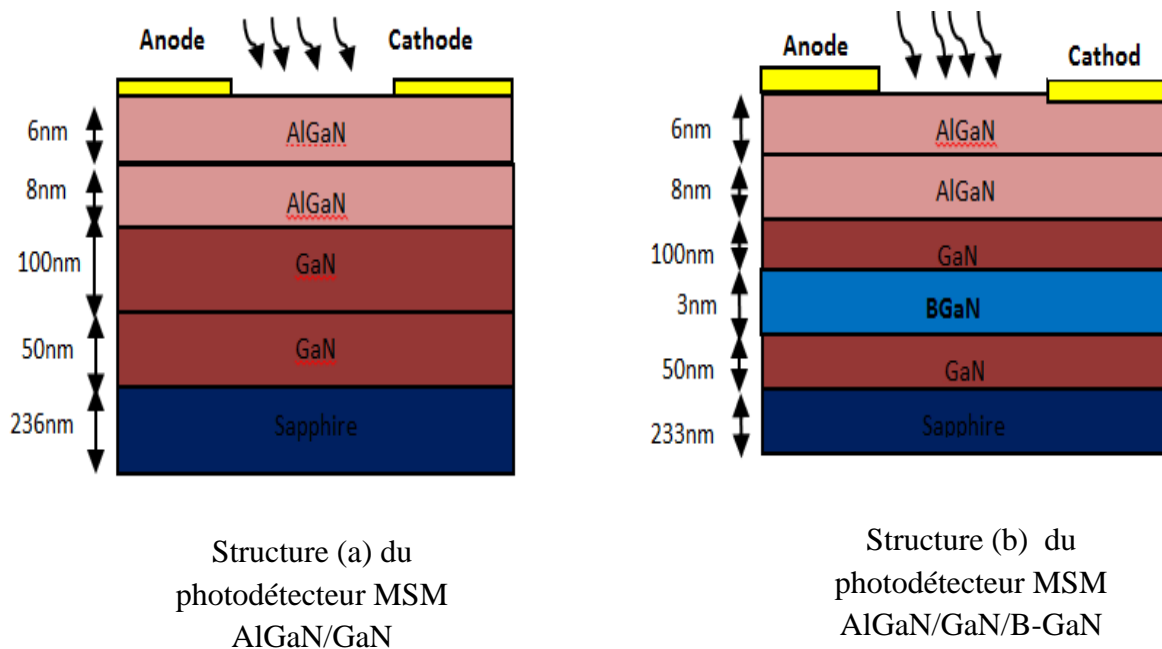 Anode
Cathode
6nm
AlGaN
8nm
AlGaN
100nm
GaN
50nm
GaN
236nm
Sapphire
Structure (a) du
photodétecteur MSM
AlGaN/GaN
Anode
Cathod
6nm
AlGaN
8nm
AlGaN
100nm
GaN
3nm
BGaN
50nm
GaN
233nm
Sapphire
Structure (b) du
photodétecteur MSM
AlGaN/GaN/B-GaN